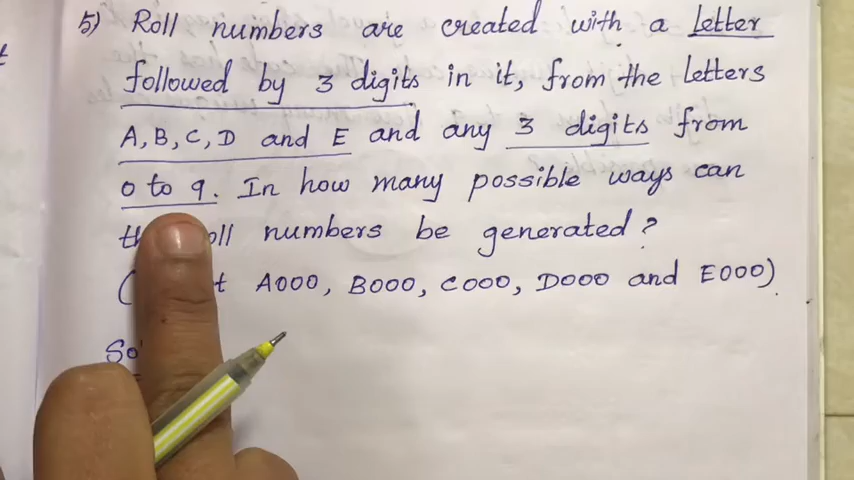 5) Roll numbers are created with a letter
followed by 3 digits in it, from the letters
A, B, C, D and E and any 3 digits from
0 to 9. In how many possible ways can
numbers be generated?
( A000, B000, C000, D000 and E000)